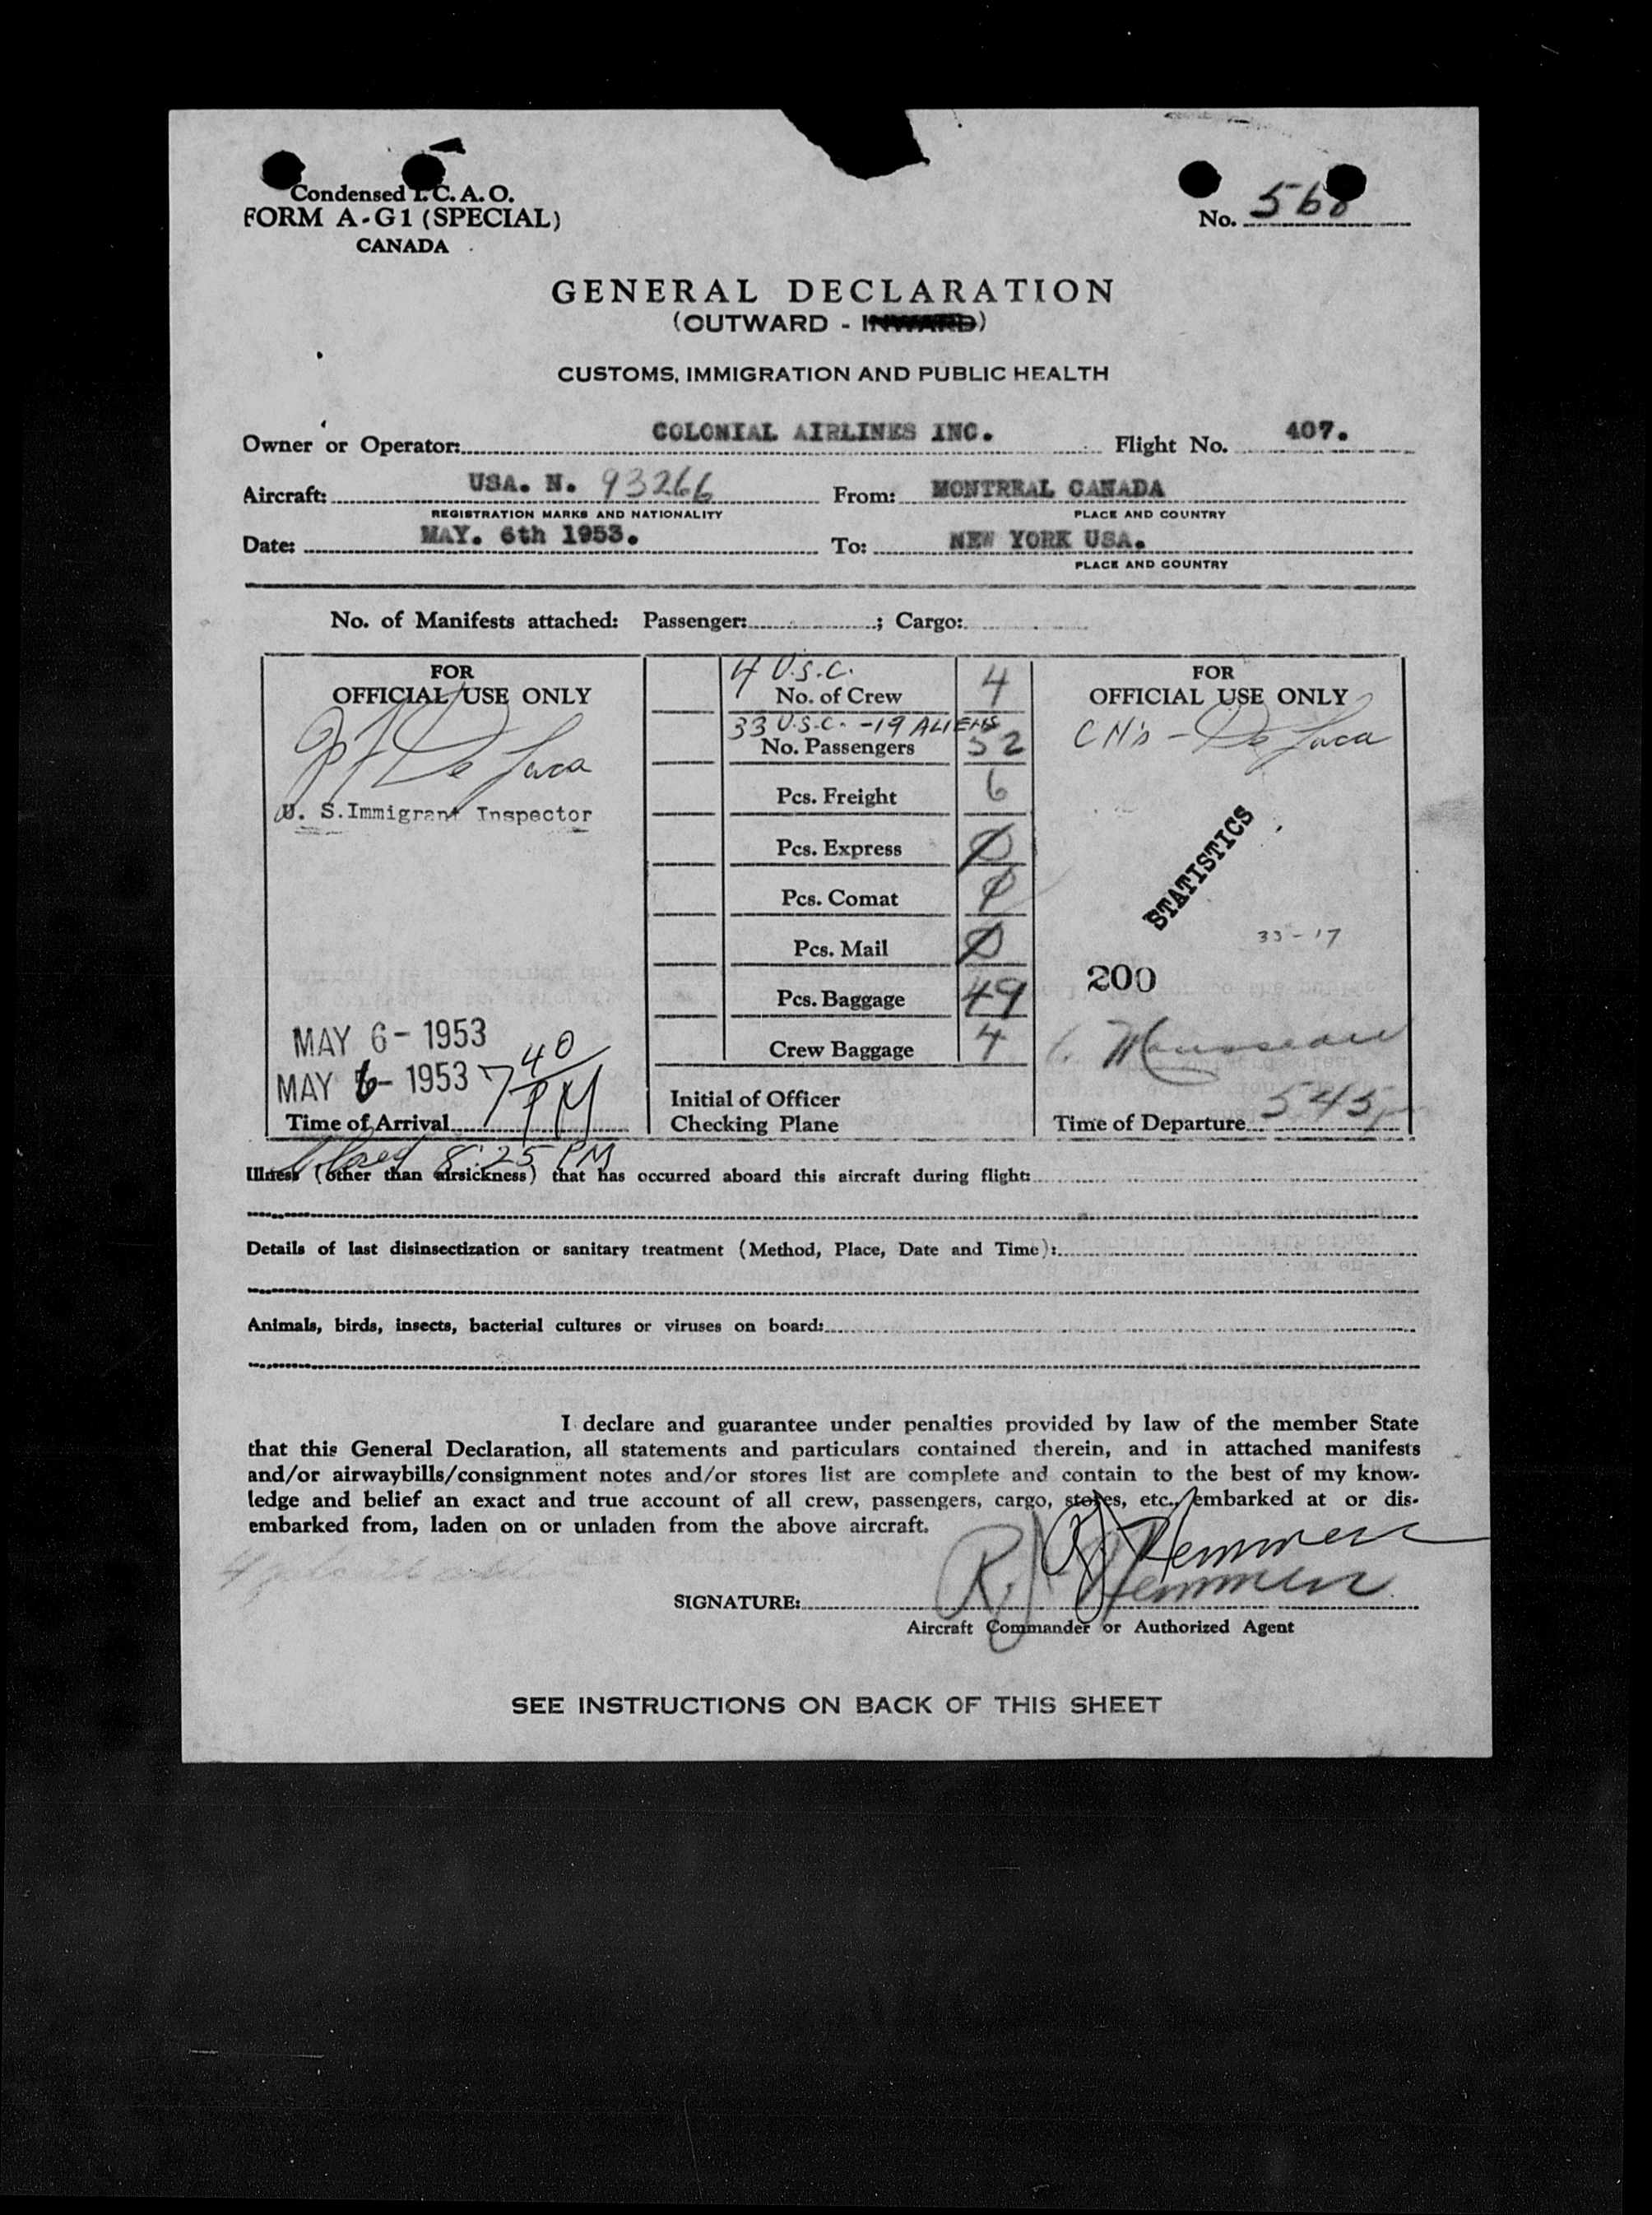 Condensed I.C.A.O.
FORM A-G1 (SPECIAL)
CANADA
No. 568
GENERAL DECLARATION
(OUTWARD - INWARD)
CUSTOMS, IMMIGRATION AND PUBLIC HEALTH
Owner or Operator: COLONIAL AIRLINES INC. Flight No. 407.
Aircraft: USA. N. 93266 From: MONTREAL CANADA
REGISTRATION MARKS AND NATIONALITY PLACE AND COUNTRY
Date: MAY. 6th 1953. To: NEW YORK USA.
PLACE AND COUNTRY
No. of Manifests attached: Passenger: ; Cargo:
FOR
OFFICIAL USE ONLY
De Luca
U. S. Immigrant Inspector
MAY 6 - 1953
MAY 6 - 1953
7 40 PM
Time of Arrival
4 U.S.C.
No. of Crew 4
33 U.S.C. - 19 ALIENS
No. Passengers 52
Pcs. Freight 6
Pcs. Express 0
Pcs. Comat 0
Pcs. Mail 0
Pcs. Baggage 49
Crew Baggage 4
Initial of Officer
Checking Plane
FOR
OFFICIAL USE ONLY
CN's - De Luca
STATISTICS
33 - 17
200
Time of Departure 545
Closed 8:25 PM
Illness (other than airsickness) that has occurred aboard this aircraft during flight:
Details of last disinsectization or sanitary treatment (Method, Place, Date and Time):
Animals, birds, insects, bacterial cultures or viruses on board:
I declare and guarantee under penalties provided by law of the member State
that this General Declaration, all statements and particulars contained therein, and in attached manifests
and/or airwaybills/consignment notes and/or stores list are complete and contain to the best of my know-
ledge and belief an exact and true account of all crew, passengers, cargo, stores, etc., embarked at or dis-
embarked from, laden on or unladen from the above aircraft.
SIGNATURE:
Aircraft Commander or Authorized Agent
SEE INSTRUCTIONS ON BACK OF THIS SHEET